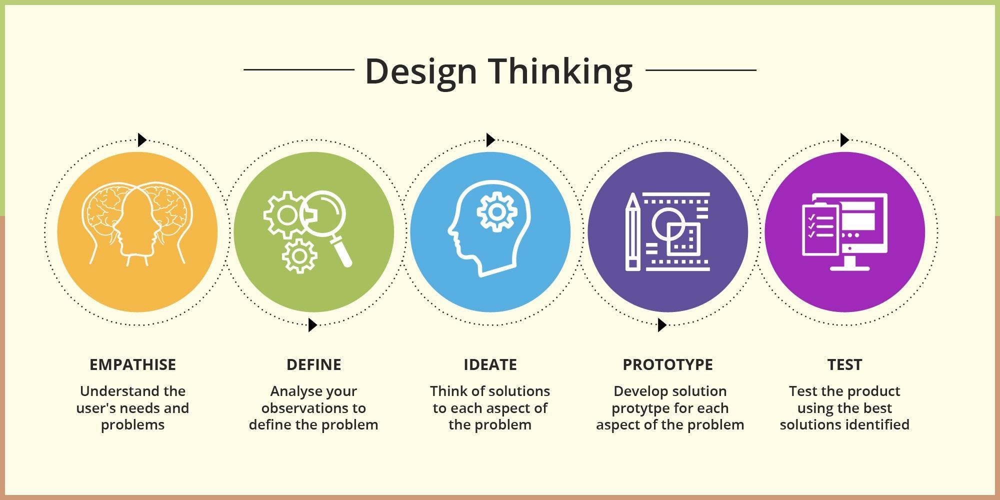 Design Thinking
EMPATHISE
Understand the
user's needs and
problems
DEFINE
Analyse your
observations to
define the problem
IDEATE
Think of solutions
to each aspect of
the problem
PROTOTYPE
Develop solution
protytpe for each
aspect of the problem
TEST
Test the product
using the best
solutions identified